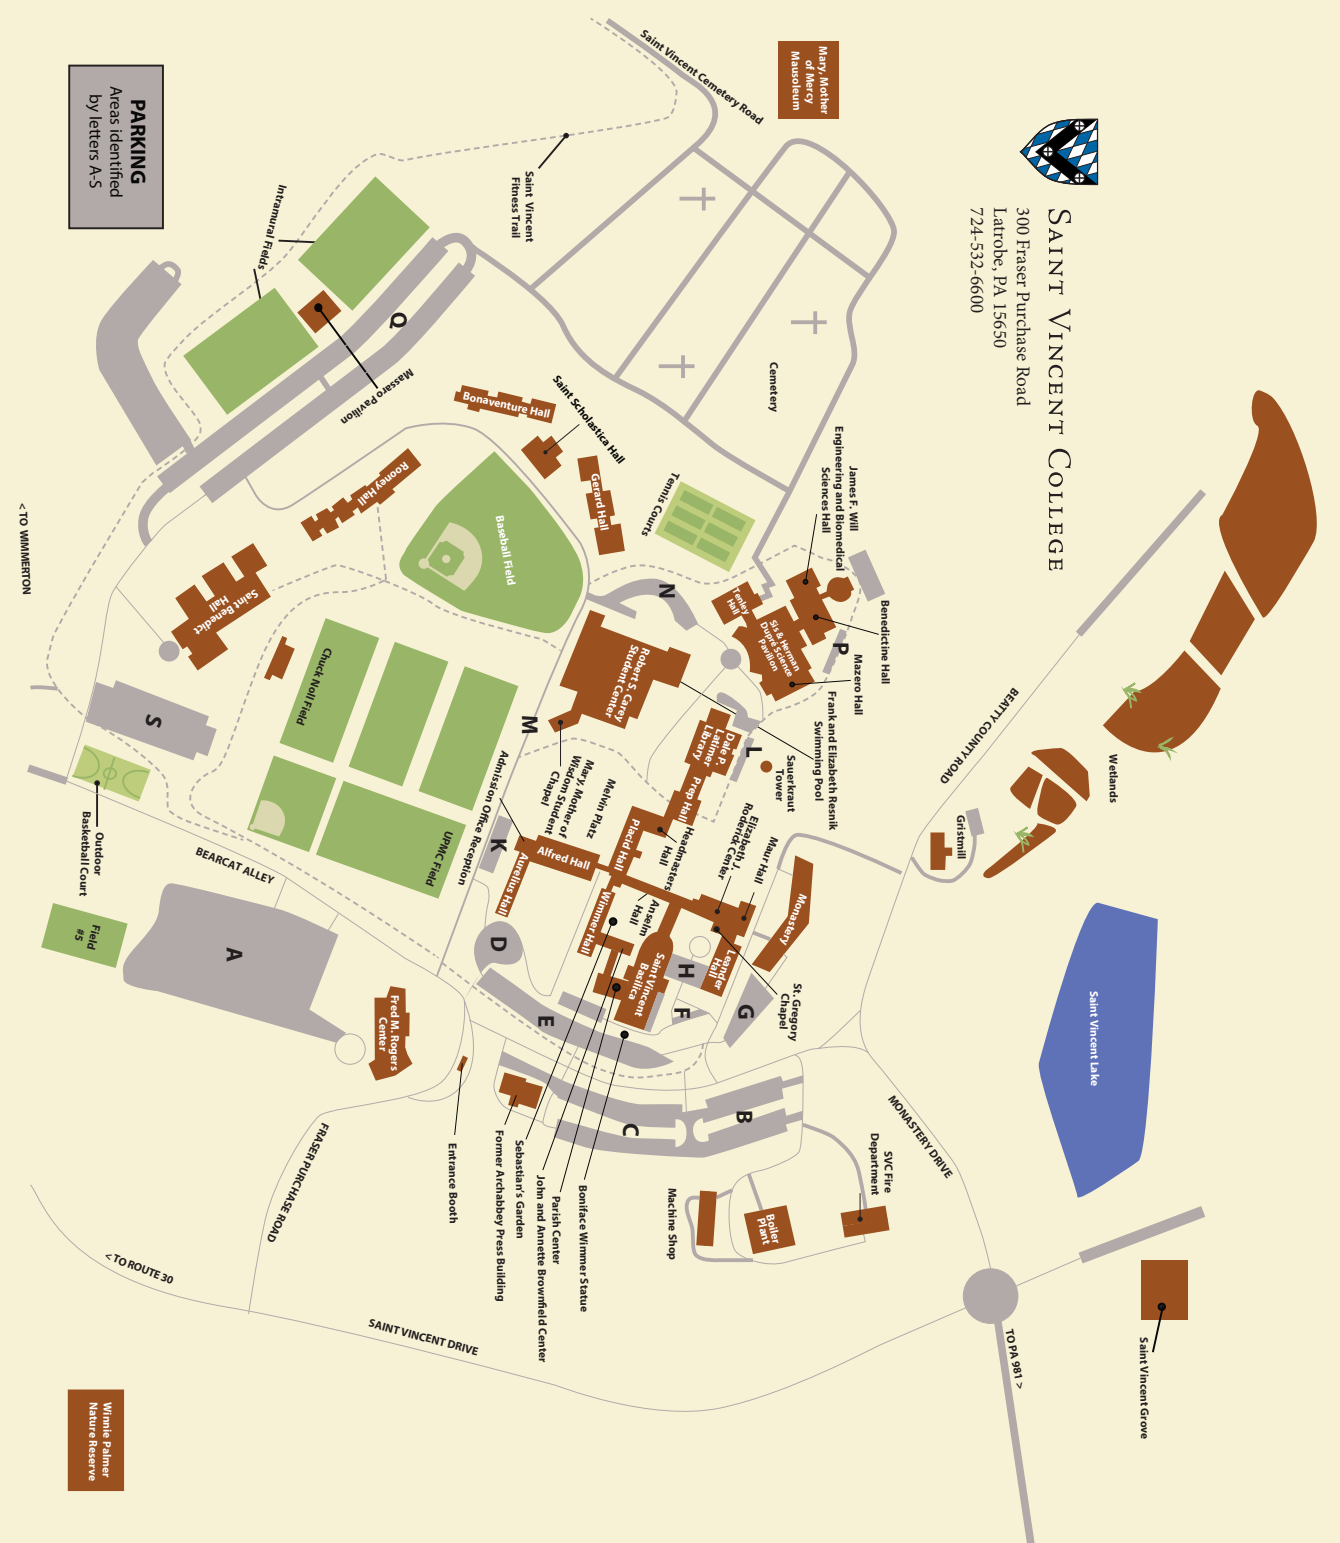 SAINT VINCENT COLLEGE
300 Fraser Purchase Road
Latrobe, PA 15650
724-532-6600
Mary, Mother
of Mercy
Mausoleum
Saint Vincent Cemetery Road
PARKING
Areas identified
by letters A-S
Saint Vincent
Fitness Trail
Intramural Fields
Q
Massaro Pavilion
Cemetery
Bonaventure Hall
Saint Scholastica Hall
Gerard Hall
Rooney Hall
Tennis Courts
Baseball Field
James F. Will
Engineering and Biomedical
Sciences Hall
Benedictine Hall
Tenley
Hall
Sis & Herman
Dupré Science
Pavilion
P
Mazero Hall
N
< TO WIMMERTON
Saint Benedict
Hall
Chuck Noll Field
S
Robert S. Carey
Student Center
M
Frank and Elizabeth Resnik
Swimming Pool
L
Dale P.
Latimer
Library
Sauerkraut
Tower
Mary, Mother of
Wisdom Student
Chapel
Melvin Platz
Admission Office Reception
Prep Hall
Headmasters
Hall
Placid Hall
Elizabeth J.
Roderick Center
Maur Hall
K
Alfred Hall
Aurelius Hall
UPMC Field
Outdoor
Basketball Court
BEARCAT ALLEY
Field
#5
A
Wimmer Hall
Anselm
Hall
Monastery
Leander
Hall
Saint Vincent
Basilica
D
H
E
F
G
St. Gregory
Chapel
BEATTY COUNTY ROAD
Wetlands
Gristmill
Saint Vincent Lake
Fred M. Rogers
Center
Entrance Booth
Former Archabbey Press Building
Sebastian's Garden
John and Annette Brownfield Center
Parish Center
Boniface Wimmer Statue
C
B
Machine Shop
Boiler
Plant
SVC Fire
Department
MONASTERY DRIVE
FRASER PURCHASE ROAD
< TO ROUTE 30
SAINT VINCENT DRIVE
TO PA 981 >
Saint Vincent Grove
Winnie Palmer
Nature Reserve